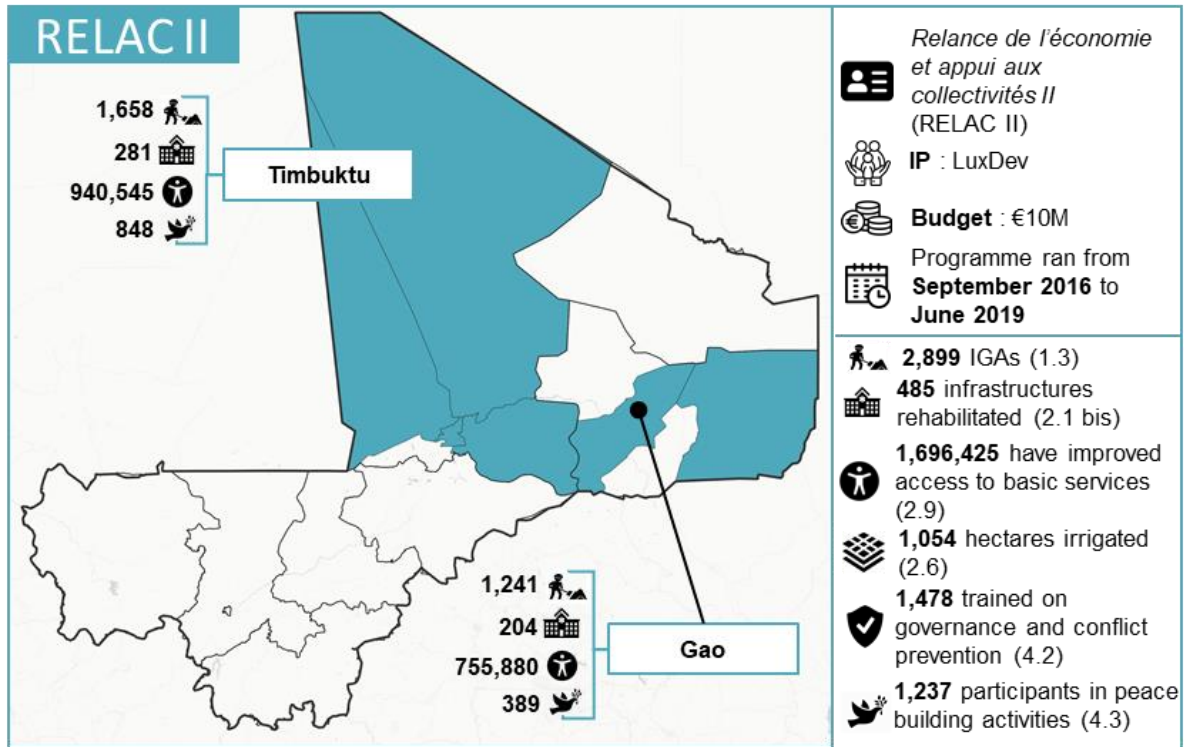 RELAC II
1,658
281
940,545
848
Timbuktu
1,241
204
755,880
389
Gao
Relance de l’économie
et appui aux
collectivités II
(RELAC II)
IP : LuxDev
Budget : €10M
Programme ran from
September 2016 to
June 2019
2,899 IGAs (1.3)
485 infrastructures
rehabilitated (2.1 bis)
1,696,425 have improved
access to basic services
(2.9)
1,054 hectares irrigated
(2.6)
1,478 trained on
governance and conflict
prevention (4.2)
1,237 participants in peace
building activities (4.3)